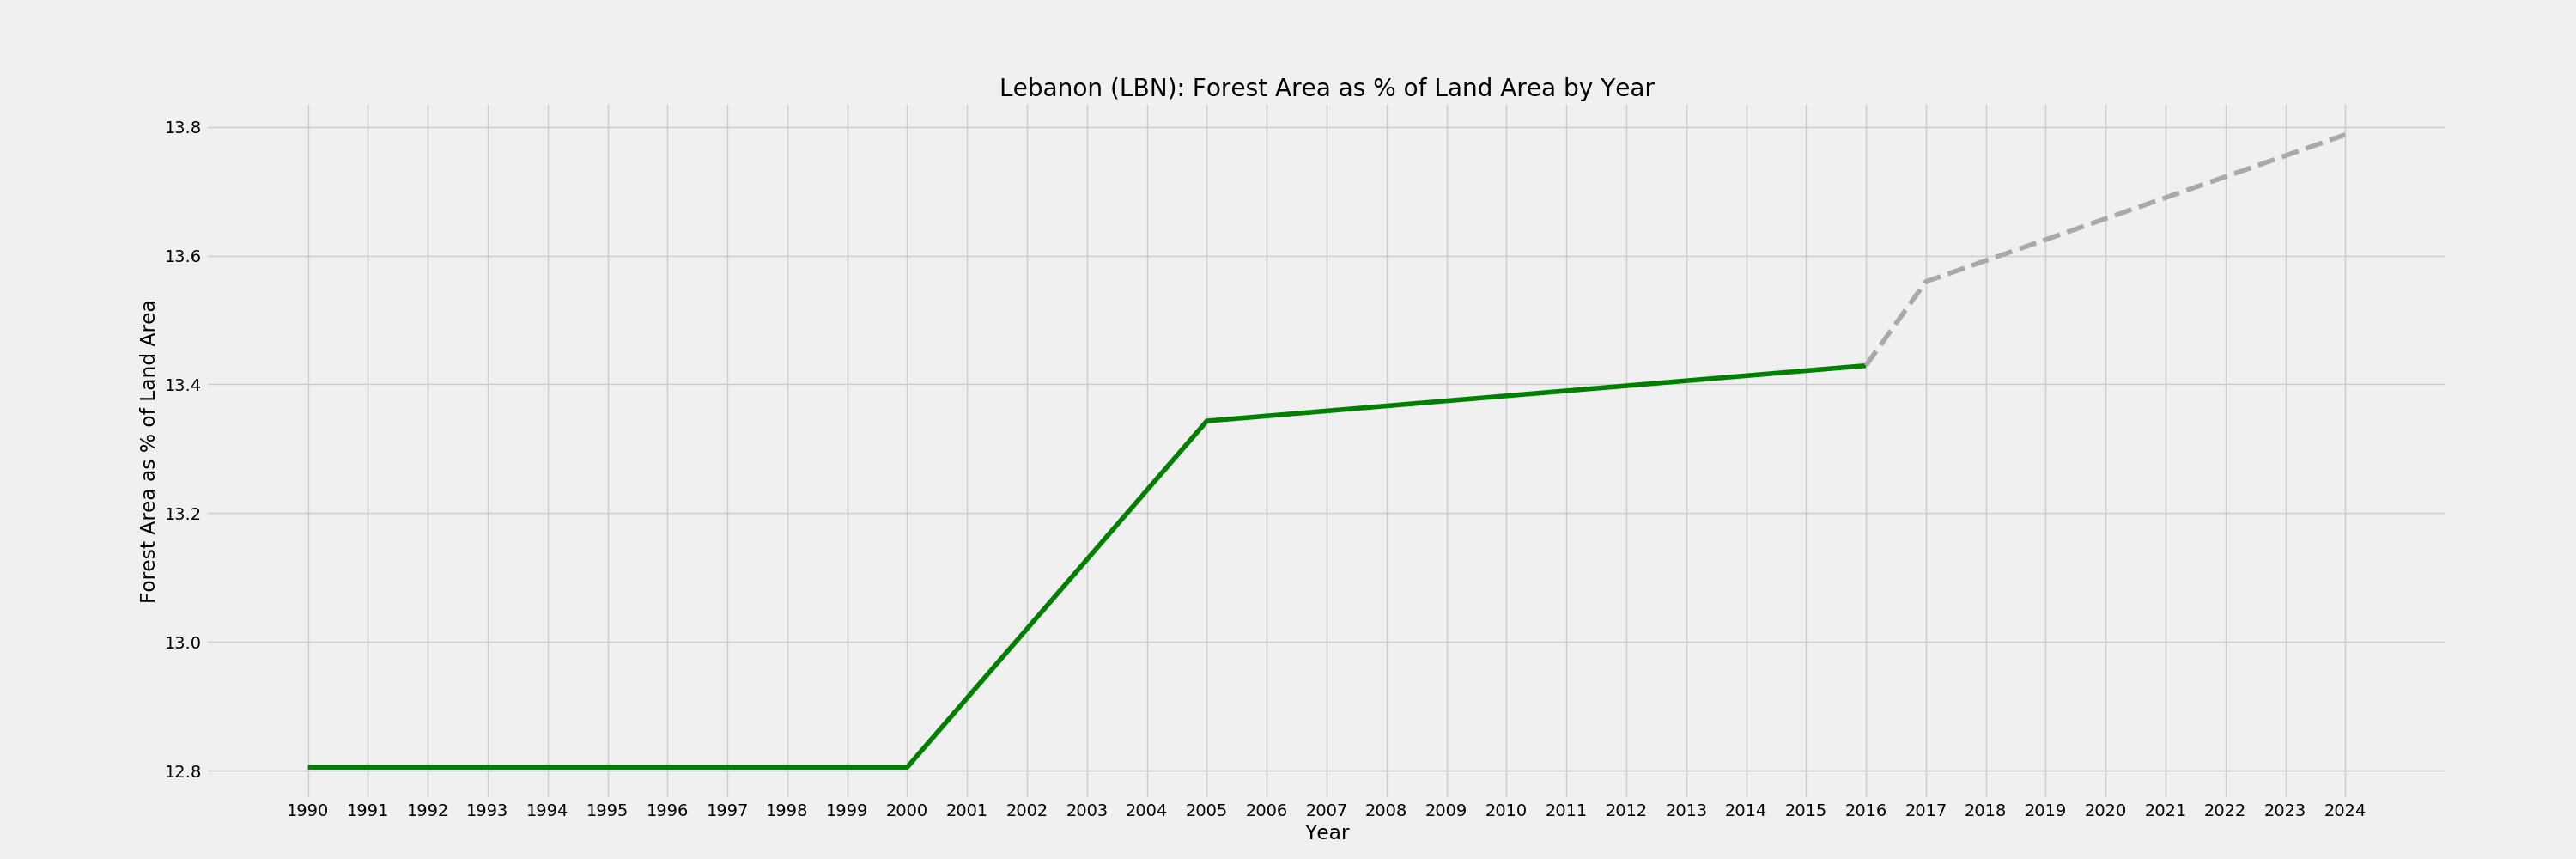 Lebanon (LBN): Forest Area as % of Land Area by Year
Forest Area as % of Land Area
13.8
13.6
13.4
13.2
13.0
12.8
1990 1991 1992 1993 1994 1995 1996 1997 1998 1999 2000 2001 2002 2003 2004 2005 2006 2007 2008 2009 2010 2011 2012 2013 2014 2015 2016 2017 2018 2019 2020 2021 2022 2023 2024
Year